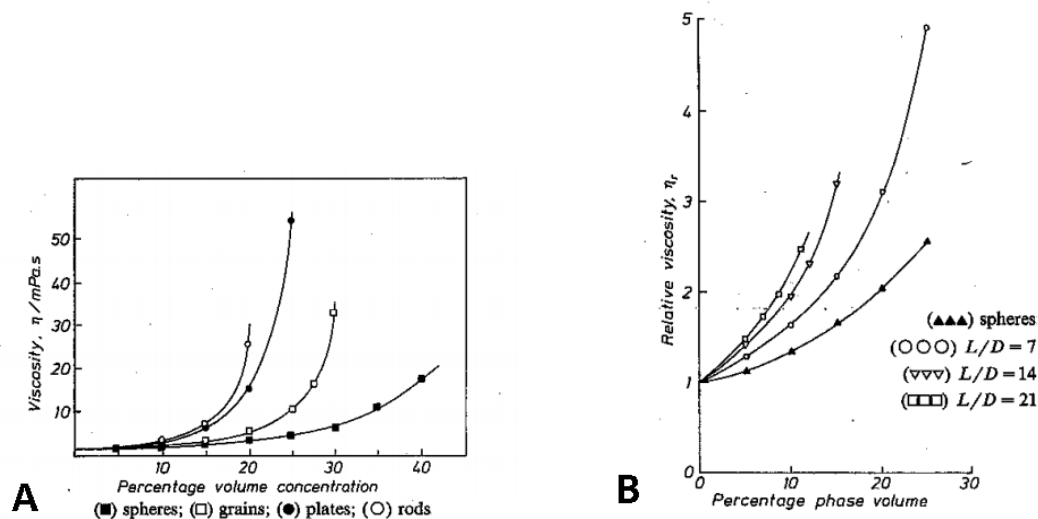 50
40
30
20
10
Viscosity, η/mPa.s
10
20
30
40
Percentage volume concentration
(■) spheres; (□) grains; (●) plates; (○) rods
A
5
4
3
2
1
0
Relative viscosity, ηr
(▲▲▲) spheres
(○○○) L/D = 7
(▽▽▽) L/D = 14
(□□□) L/D = 21
0
10
20
30
Percentage phase volume
B